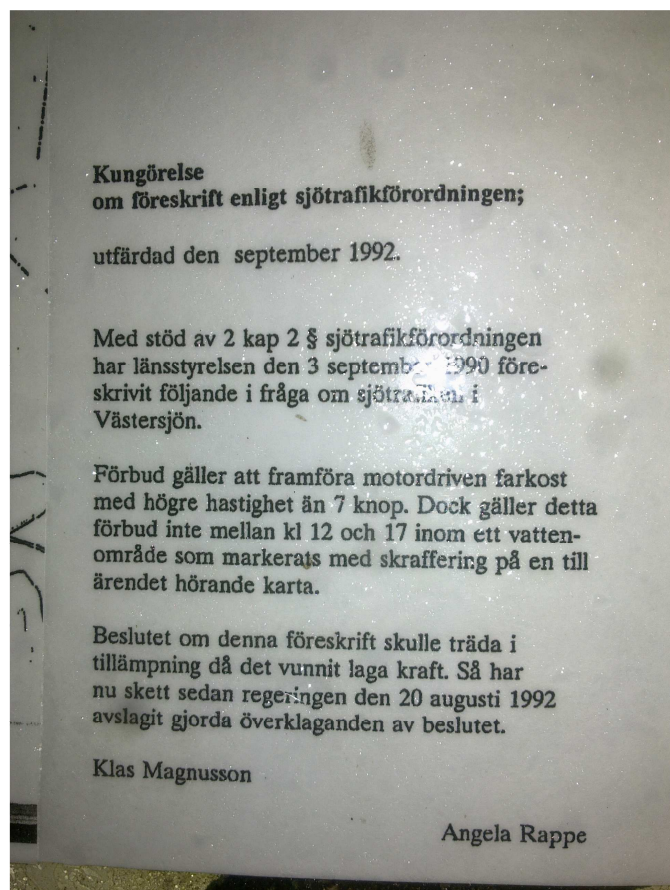 Kungörelse
om föreskrift enligt sjötrafikförordningen;
utfärdad den september 1992.
Med stöd av 2 kap 2 § sjötrafikförordningen
har länsstyrelsen den 3 september 1990 före-
skrivit följande i fråga om sjötrafiken i
Västersjön.
Förbud gäller att framföra motordriven farkost
med högre hastighet än 7 knop. Dock gäller detta
förbud inte mellan kl 12 och 17 inom ett vatten-
område som markerats med skraffering på en till
ärendet hörande karta.
Beslutet om denna föreskrift skulle träda i
tillämpning då det vunnit laga kraft. Så har
nu skett sedan regeringen den 20 augusti 1992
avslagit gjorda överklaganden av beslutet.
Klas Magnusson
Angela Rappe